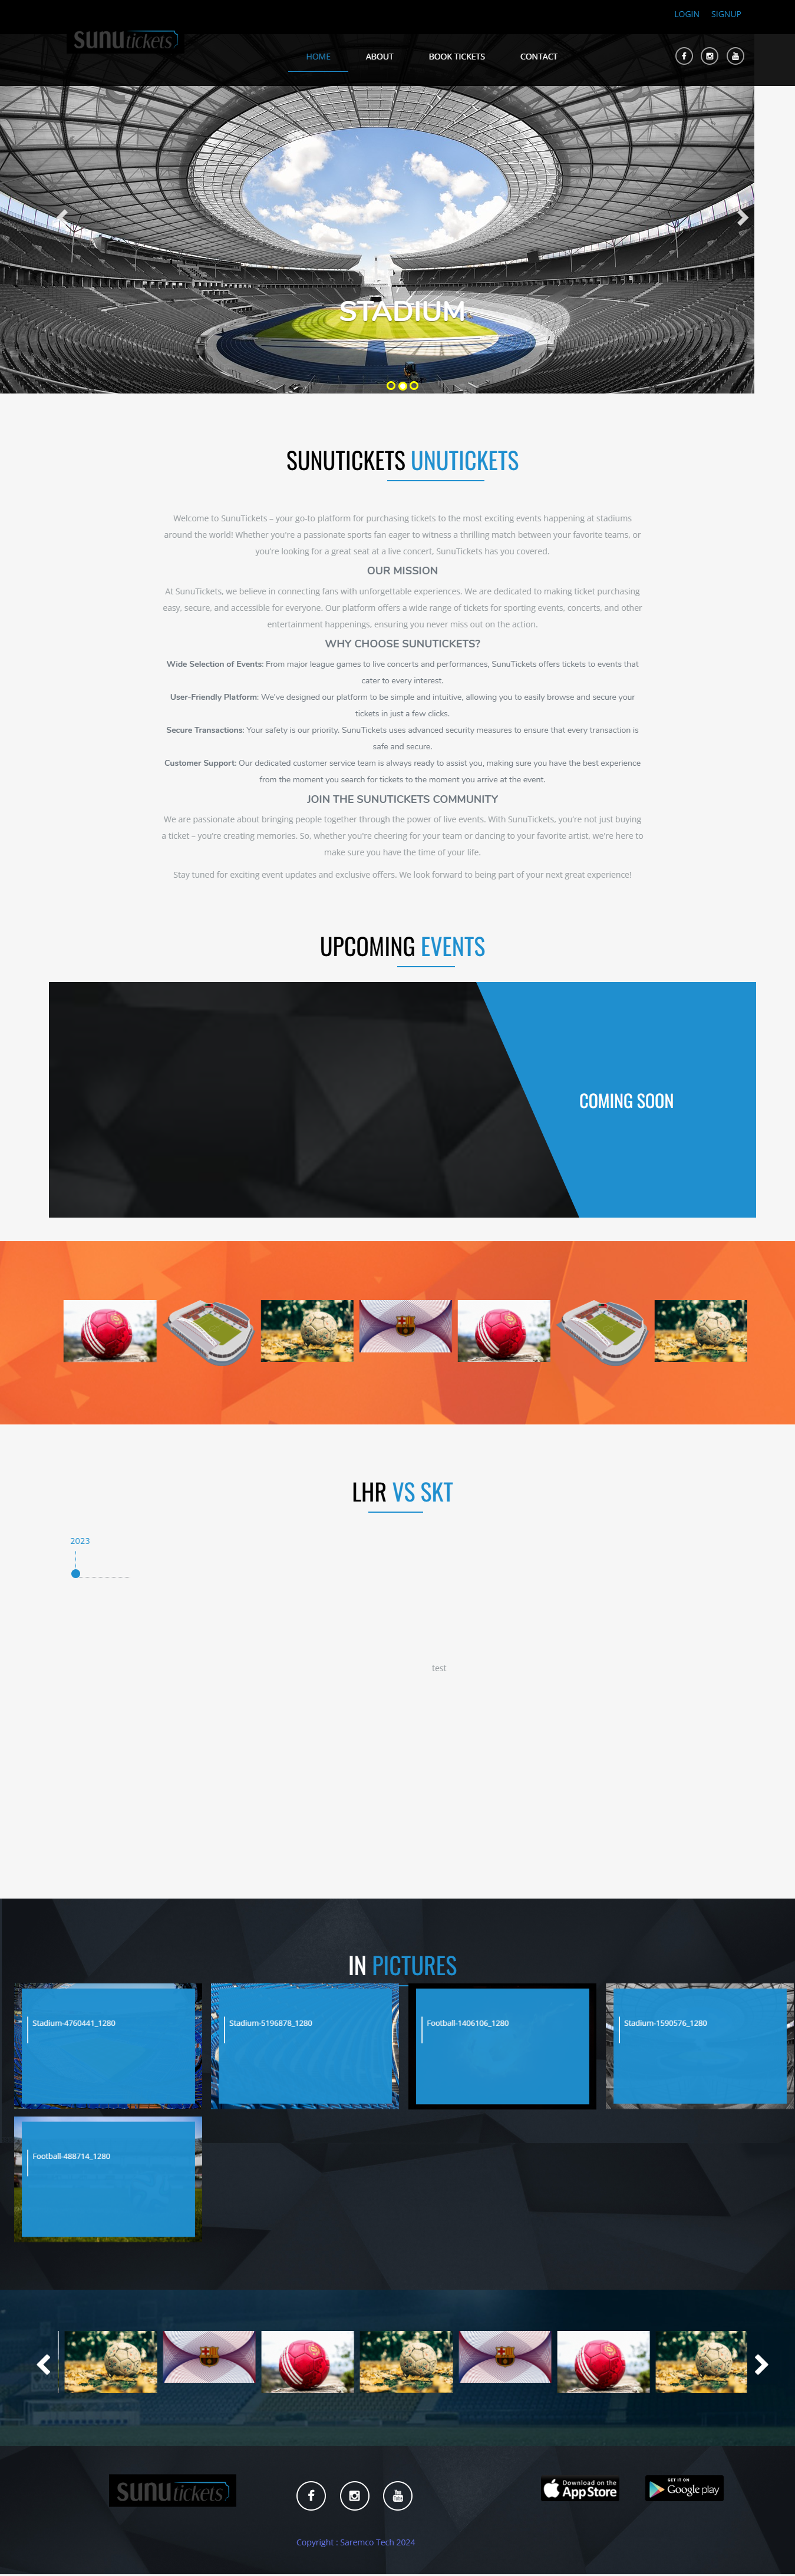 LOGIN SIGNUP
sunutickets
HOME ABOUT BOOK TICKETS CONTACT
STADIUM
SUNUTICKETS UNUTICKETS
Welcome to SunuTickets – your go-to platform for purchasing tickets to the most exciting events happening at stadiums
around the world! Whether you're a passionate sports fan eager to witness a thrilling match between your favorite teams, or
you're looking for a great seat at a live concert, SunuTickets has you covered.
OUR MISSION
At SunuTickets, we believe in connecting fans with unforgettable experiences. We are dedicated to making ticket purchasing
easy, secure, and accessible for everyone. Our platform offers a wide range of tickets for sporting events, concerts, and other
entertainment happenings, ensuring you never miss out on the action.
WHY CHOOSE SUNUTICKETS?
Wide Selection of Events: From major league games to live concerts and performances, SunuTickets offers tickets to events that
cater to every interest.
User-Friendly Platform: We've designed our platform to be simple and intuitive, allowing you to easily browse and secure your
tickets in just a few clicks.
Secure Transactions: Your safety is our priority. SunuTickets uses advanced security measures to ensure that every transaction is
safe and secure.
Customer Support: Our dedicated customer service team is always ready to assist you, making sure you have the best experience
from the moment you search for tickets to the moment you arrive at the event.
JOIN THE SUNUTICKETS COMMUNITY
We are passionate about bringing people together through the power of live events. With SunuTickets, you're not just buying
a ticket – you're creating memories. So, whether you're cheering for your team or dancing to your favorite artist, we're here to
make sure you have the time of your life.
Stay tuned for exciting event updates and exclusive offers. We look forward to being part of your next great experience!
UPCOMING EVENTS
COMING SOON
LHR VS SKT
2023
test
IN PICTURES
Stadium-4760441_1280
Stadium-5196878_1280
Football-1406106_1280
Stadium-1590576_1280
Football-488714_1280
sunutickets
Download on the
App Store
GET IT ON
Google play
Copyright : Saremco Tech 2024